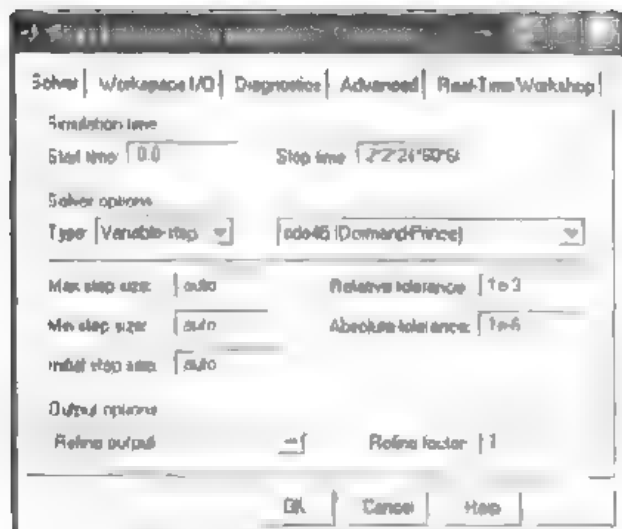 Solver Workspace I/O Diagnostics Advanced Real-Time Workshop
Simulation time
Start time: 0.0 Stop time:
Solver options
Type: Variable-step ode45 (Dormand-Prince)
Max step size: auto Relative tolerance: 1e-3
Min step size: auto Absolute tolerance: 1e-6
Initial step size: auto
Output options
Refine output Refine factor: 1
OK Cancel Help